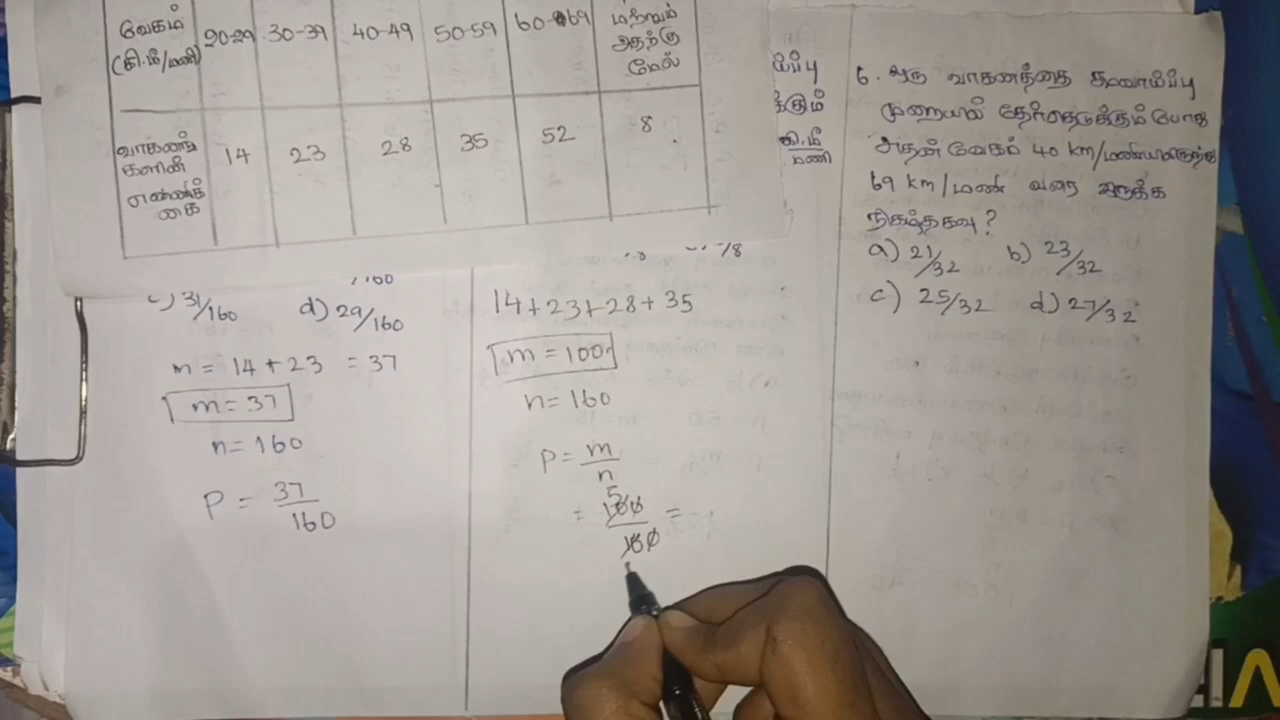 வேகம் 20-29 30-39 40-49 50-59 60-69 மற்றும்
(கி.மீ/மணி) அதற்கு
மேல்
வாகனங்
களின் 14 23 28 35 52 8
எண்ணிக்
கை
ய்ப்பு
க்கும்
கி.மீ
மணி
31/160 d) 29/160
m = 14 + 23 = 37
m = 37
n = 160
P = 37/160
14+23+28+35
m = 100
n = 160
P = m/n
5
= 100/160 =
6. ஒரு வாகனத்தை சமவாய்ப்பு
முறையில் தேர்ந்தெடுக்கும் போது
அதன் வேகம் 40 km/மணியிலிருந்து
69 km/மணி வரை இருக்க
நிகழ்தகவு?
a) 21/32 b) 23/32
c) 25/32 d) 27/32